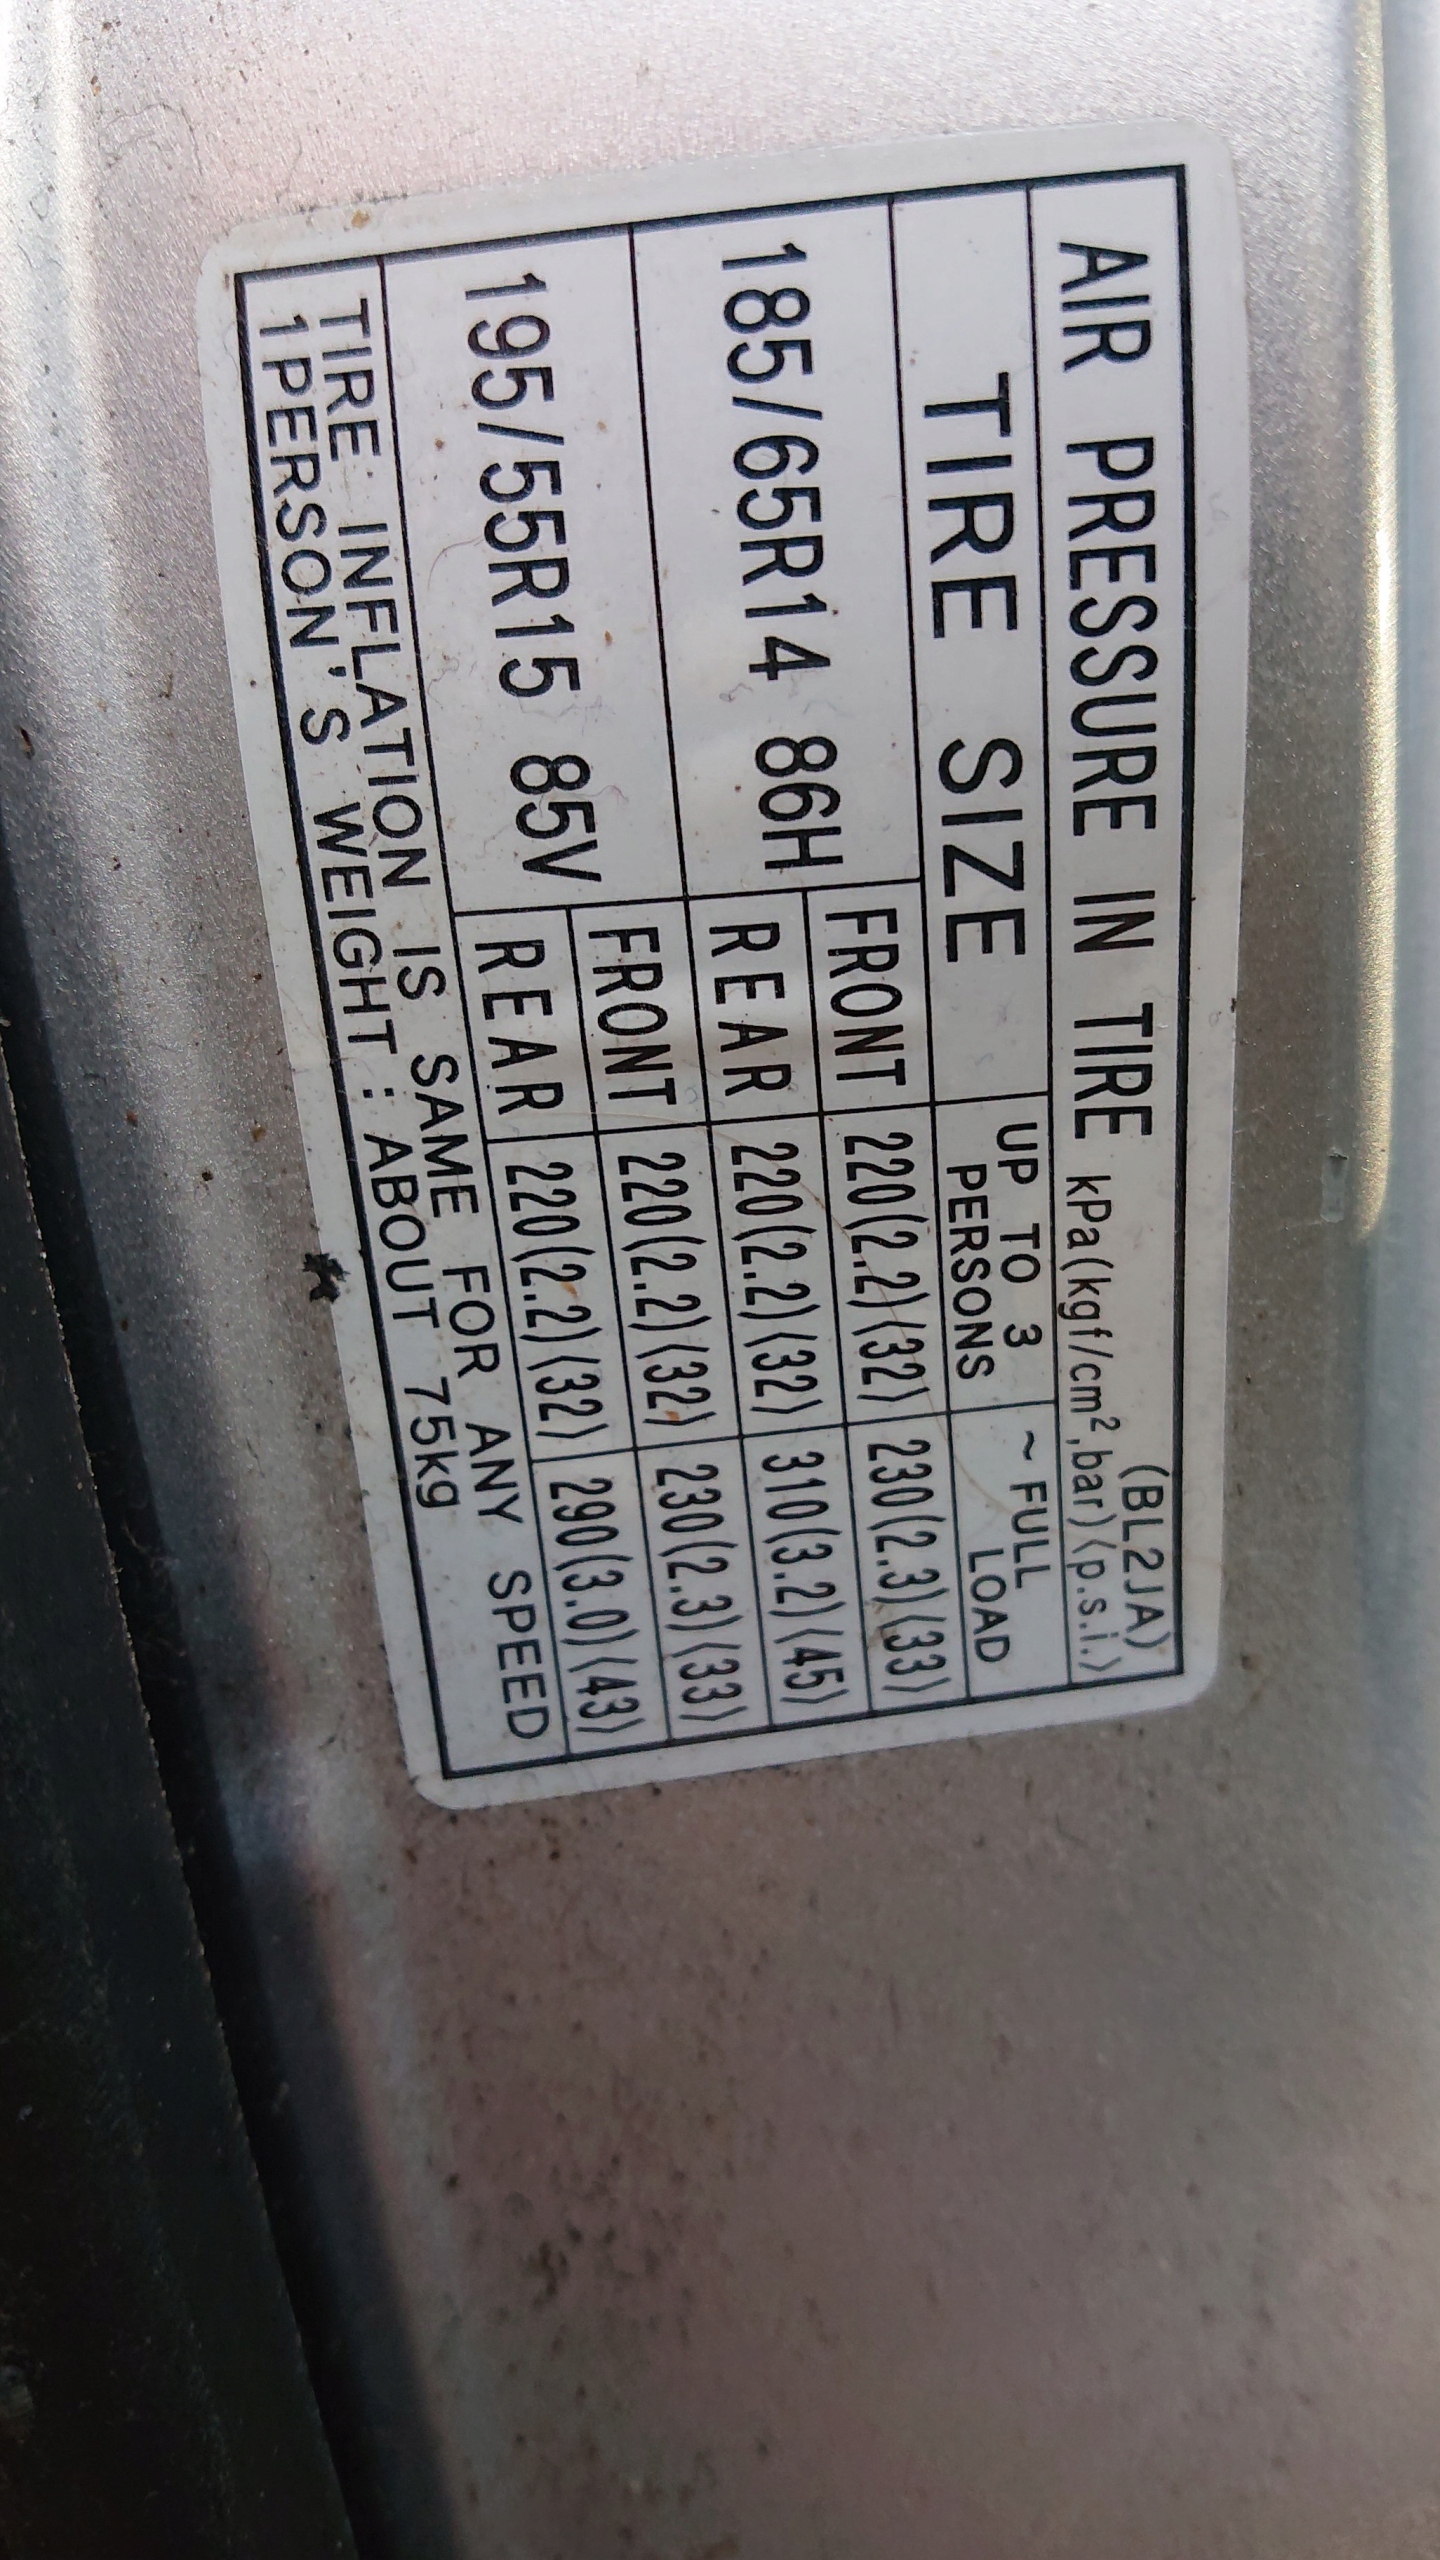 (BL2JA)
AIR PRESSURE IN TIRE kPa(kgf/cm²,bar)⟨p.s.i.⟩
TIRE SIZE UP TO 3 PERSONS ~ FULL LOAD
185/65R14 86H FRONT 220(2.2)⟨32⟩ 230(2.3)⟨33⟩
REAR 220(2.2)⟨32⟩ 310(3.2)⟨45⟩
195/55R15 85V FRONT 220(2.2)⟨32⟩ 230(2.3)⟨33⟩
REAR 220(2.2)⟨32⟩ 290(3.0)⟨43⟩
TIRE INFLATION IS SAME FOR ANY SPEED
1PERSON'S WEIGHT : ABOUT 75kg